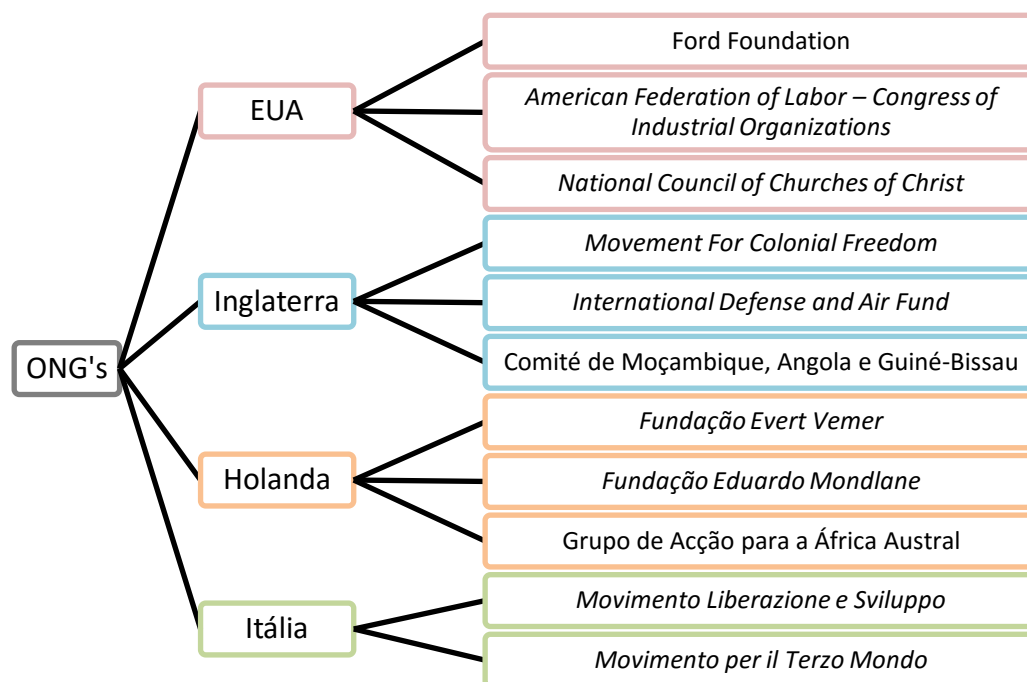 ONG's
EUA
Ford Foundation
American Federation of Labor – Congress of
Industrial Organizations
National Council of Churches of Christ
Inglaterra
Movement For Colonial Freedom
International Defense and Air Fund
Comité de Moçambique, Angola e Guiné-Bissau
Holanda
Fundação Evert Vemer
Fundação Eduardo Mondlane
Grupo de Acção para a África Austral
Itália
Movimento Liberazione e Sviluppo
Movimento per il Terzo Mondo